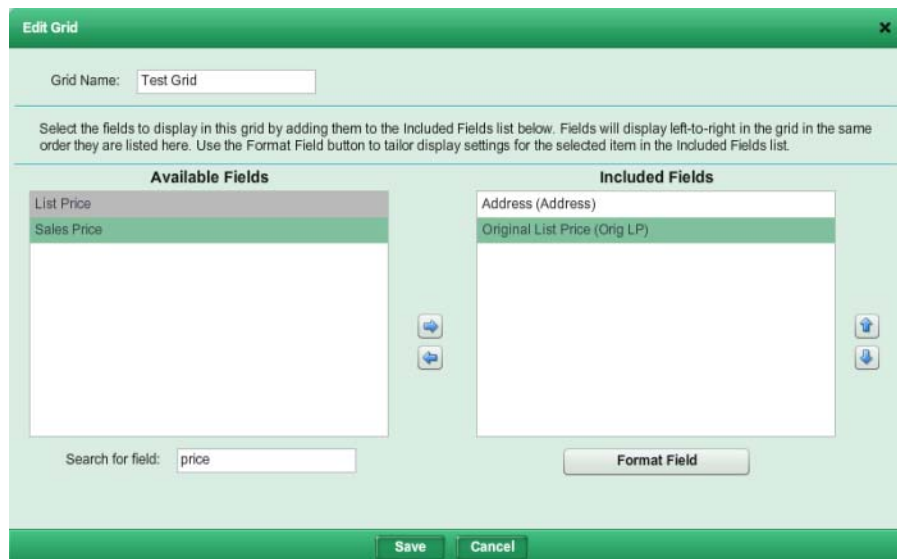 Edit Grid
Grid Name: Test Grid
Select the fields to display in this grid by adding them to the Included Fields list below. Fields will display left-to-right in the grid in the same
order they are listed here. Use the Format Field button to tailor display settings for the selected item in the Included Fields list.
Available Fields
List Price
Sales Price
Included Fields
Address (Address)
Original List Price (Orig LP)
Search for field: price
Format Field
Save Cancel